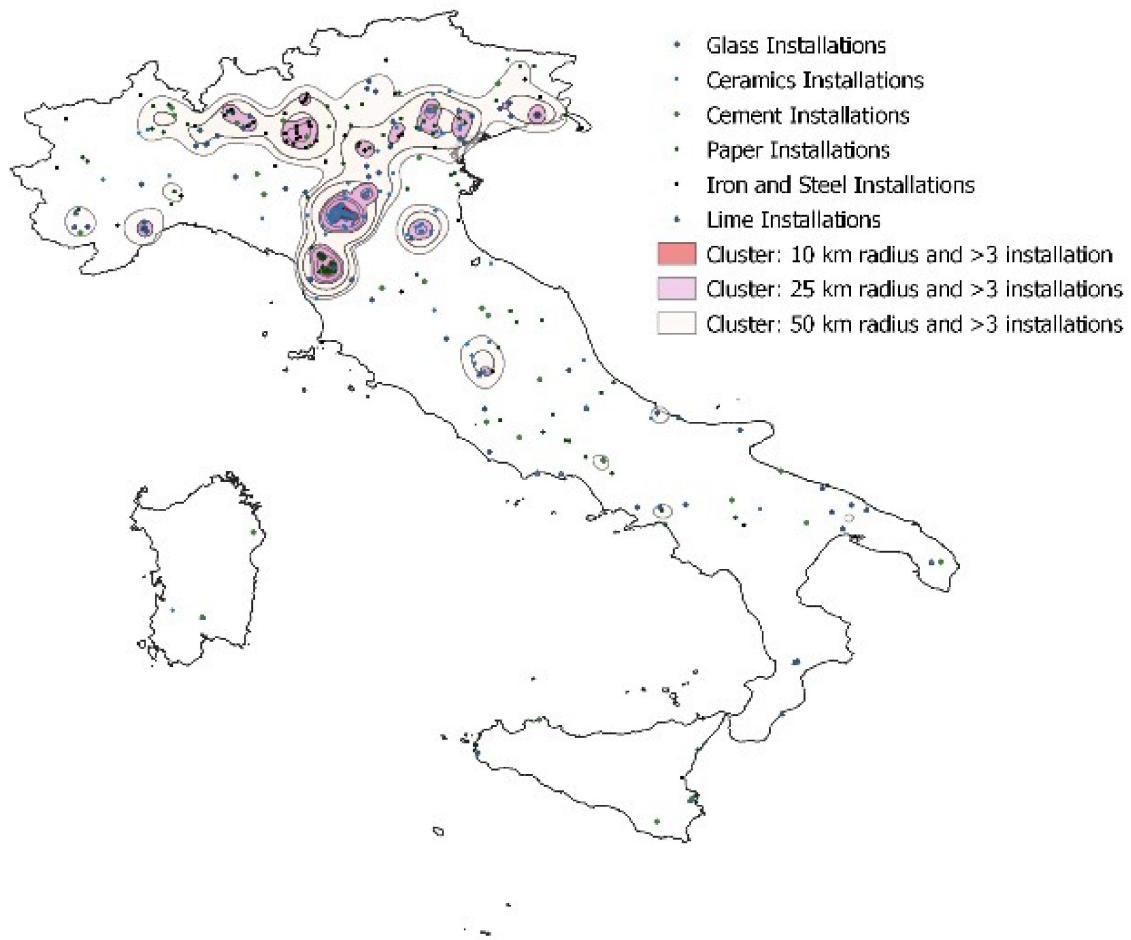 Glass Installations
Ceramics Installations
Cement Installations
Paper Installations
Iron and Steel Installations
Lime Installations
Cluster: 10 km radius and >3 installation
Cluster: 25 km radius and >3 installations
Cluster: 50 km radius and >3 installations